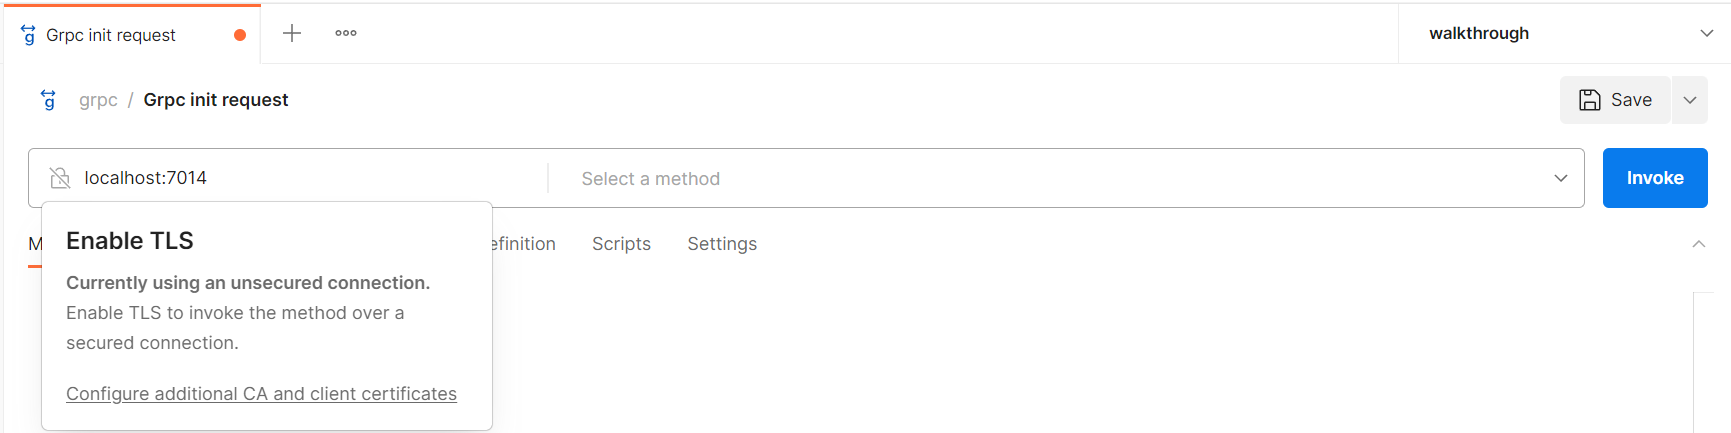 Grpc init request
walkthrough
grpc / Grpc init request
Save
localhost:7014
Select a method
Invoke
M
efinition
Scripts
Settings
Enable TLS
Currently using an unsecured connection.
Enable TLS to invoke the method over a
secured connection.
Configure additional CA and client certificates